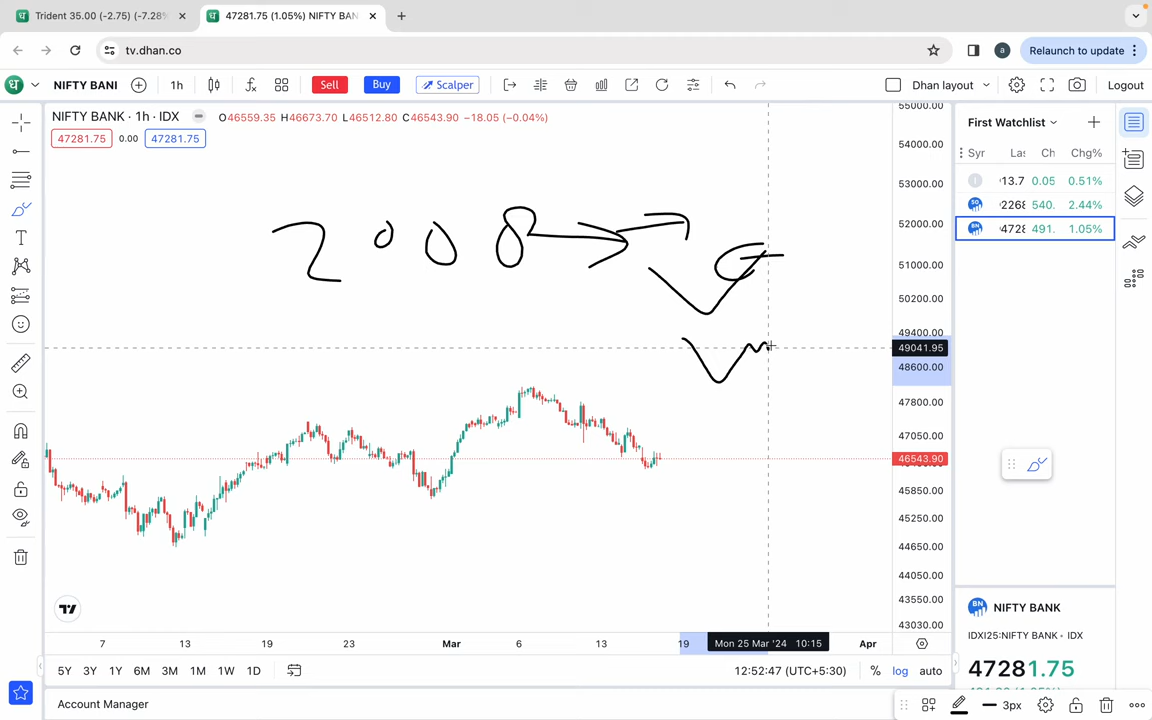 Trident 35.00 (-2.75) (-7.28%
47281.75 (1.05%) NIFTY BAN
tv.dhan.co
a
Relaunch to update
NIFTY BANI
1h
Sell
Buy
Scalper
Dhan layout
Logout
NIFTY BANK · 1h · IDX O46559.35 H46673.70 L46512.80 C46543.90 −18.05 (−0.04%)
47281.75 0.00 47281.75
First Watchlist
Syr Las Ch Chg%
13.7 0.05 0.51%
2268 540. 2.44%
4728 491. 1.05%
2008
55000.00
54000.00
53000.00
52000.00
51000.00
50200.00
49400.00
49041.95
48600.00
47800.00
47050.00
46543.90
45850.00
45250.00
44650.00
44050.00
43550.00
43030.00
7 13 19 23 Mar 6 13 19 Mon 25 Mar '24 10:15 Apr
5Y 3Y 1Y 6M 3M 1M 1W 1D
12:52:47 (UTC+5:30) % log auto
BN NIFTY BANK
IDXI25:NIFTY BANK • IDX
47281.75
Account Manager
3px